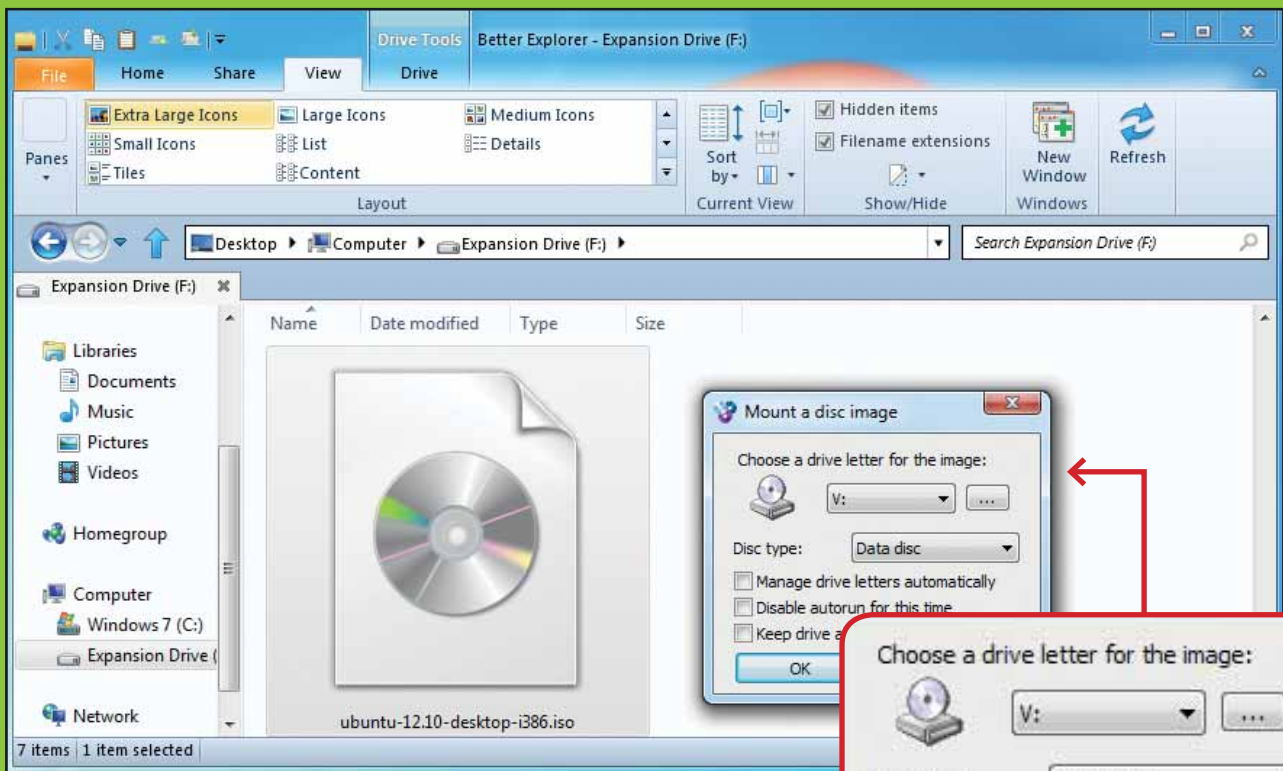 Drive Tools Better Explorer - Expansion Drive (F:)
File Home Share View Drive
Extra Large Icons Large Icons Medium Icons
Small Icons List Details
Tiles Content
Panes
Layout
Sort by
Current View
Hidden items
Filename extensions
Show/Hide
New Window
Windows
Refresh
Desktop Computer Expansion Drive (F:)
Search Expansion Drive (F:)
Expansion Drive (F:)
Name Date modified Type Size
Libraries
Documents
Music
Pictures
Videos
Homegroup
Computer
Windows 7 (C:)
Expansion Drive (
Network
ubuntu-12.10-desktop-i386.iso
7 items 1 item selected
Mount a disc image
Choose a drive letter for the image:
V: ...
Disc type: Data disc
Manage drive letters automatically
Disable autorun for this time
Keep drive a
OK
Choose a drive letter for the image:
V: ...